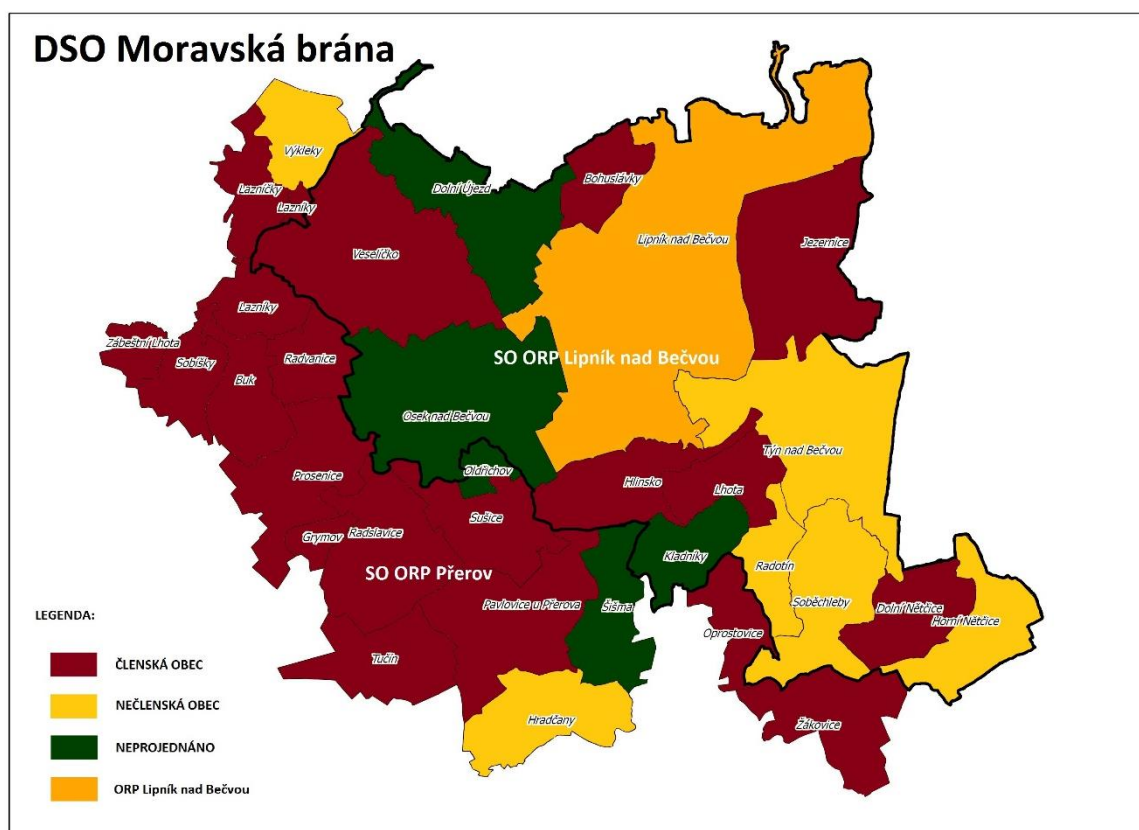 DSO Moravská brána
Výkleky
Lazníčky
Lazníky
Dolní Újezd
Bohuslávky
Lipník nad Bečvou
Jezernice
Veselíčko
Lazníky
Zábeštní Lhota
Sobíšky
Radvanice
Buk
SO ORP Lipník nad Bečvou
Osek nad Bečvou
Týn nad Bečvou
Oldřichov
Prosenice
Hlinsko
Lhota
Sušice
Grymov
Radslavice
Kladníky
Radotín
SO ORP Přerov
Pavlovice u Přerova
Šišma
Soběchleby
Dolní Nětčice
Horní Nětčice
Oprostovice
Tučín
Hradčany
Žákovice
LEGENDA:
ČLENSKÁ OBEC
NEČLENSKÁ OBEC
NEPROJEDNÁNO
ORP Lipník nad Bečvou